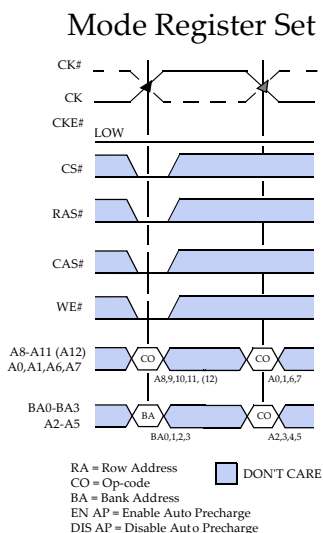 Mode Register Set
CK#
CK
CKE#
LOW
CS#
RAS#
CAS#
WE#
A8-A11 (A12)
A0,A1,A6,A7
CO
CO
A8,9,10,11, (12)
A0,1,6,7
BA0-BA3
A2-A5
BA
CO
BA0,1,2,3
A2,3,4,5
RA = Row Address
CO = Op-code
BA = Bank Address
EN AP = Enable Auto Precharge
DIS AP = Disable Auto Precharge
DON'T CARE